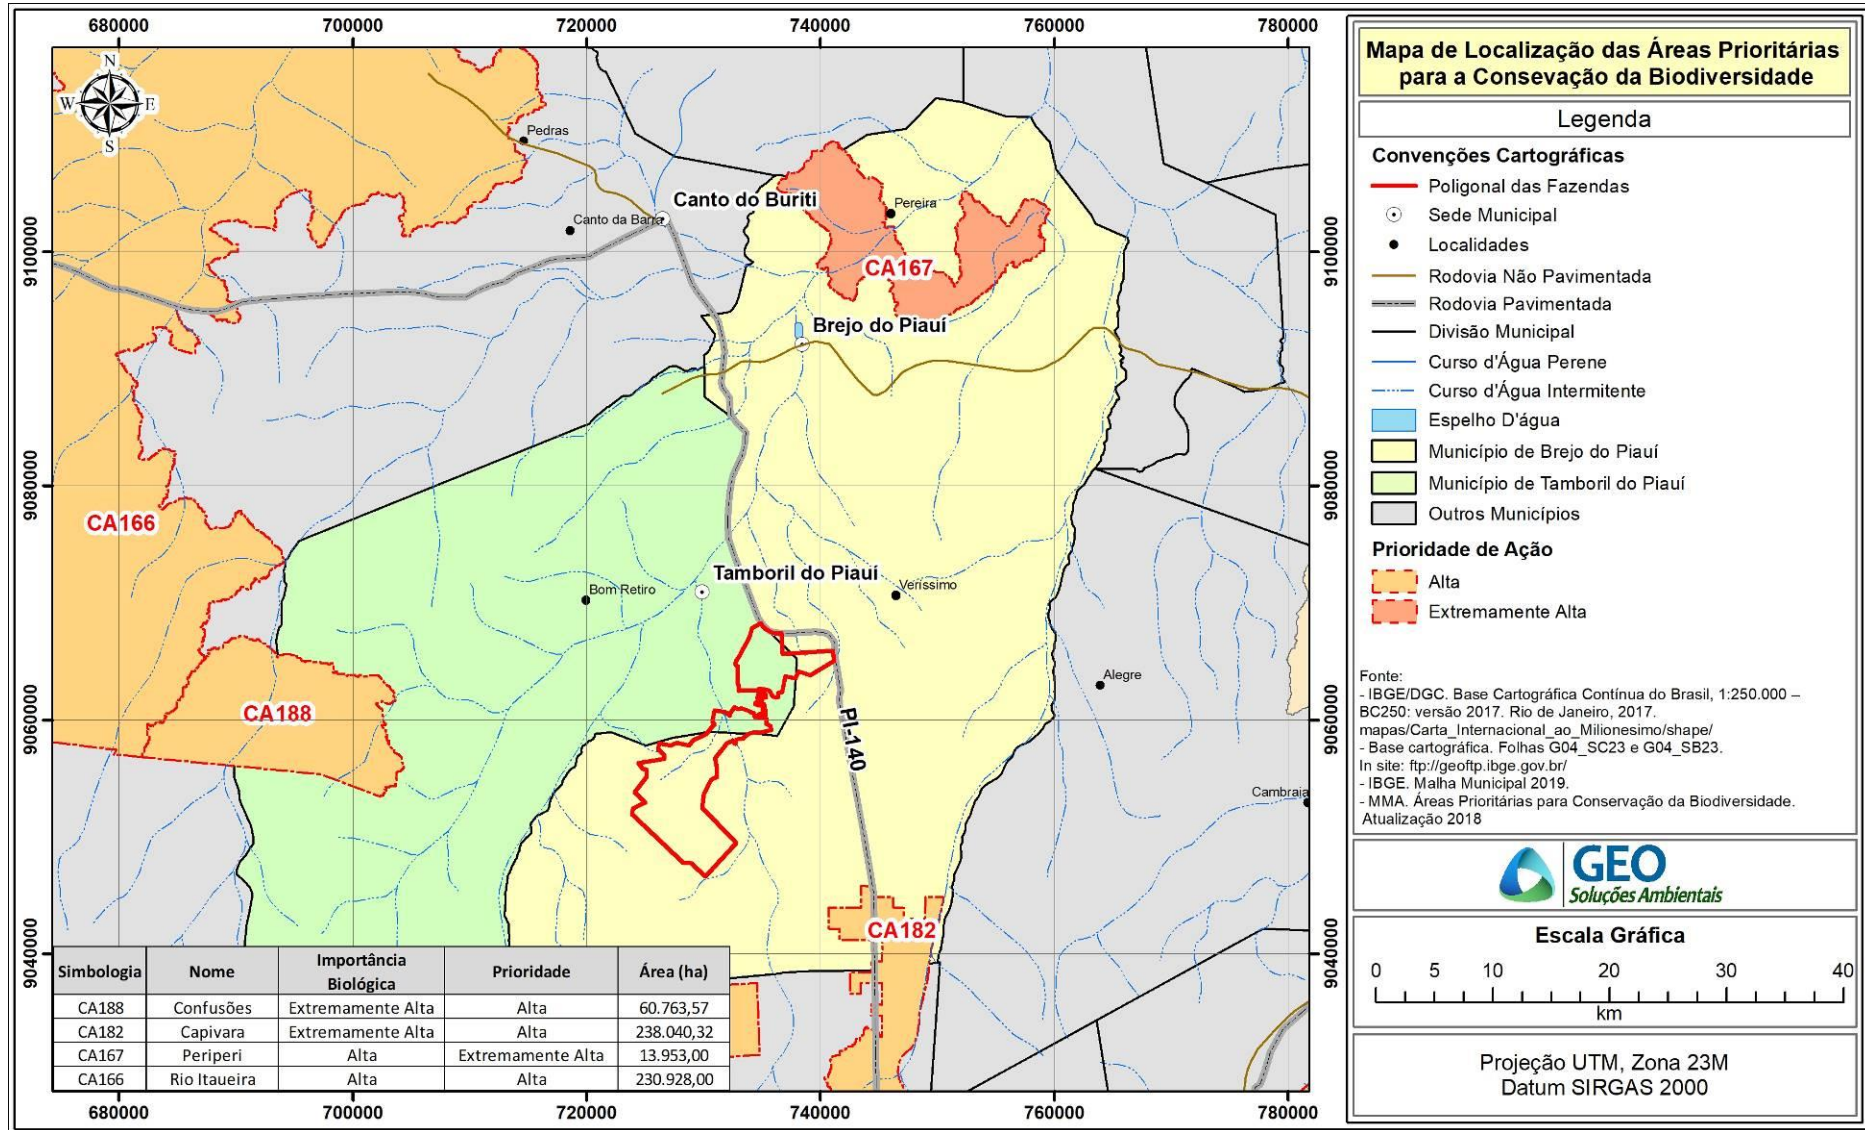 680000 700000 720000 740000 760000 780000
N
W E
S
9100000
9080000
9060000
9040000
Pedras
Canto do Buriti
Canto da Barra
Pereira
CA167
Brejo do Piauí
CA166
Tamboril do Piauí
Bom Retiro
Veríssimo
Alegre
CA188
PI-140
Cambraia
CA182
9100000
9080000
9060000
9040000
Simbologia Nome Importância Biológica Prioridade Área (ha)
CA188 Confusões Extremamente Alta Alta 60.763,57
CA182 Capivara Extremamente Alta Alta 238.040,32
CA167 Periperi Alta Extremamente Alta 13.953,00
CA166 Rio Itaueira Alta Alta 230.928,00
680000 700000 720000 740000 760000 780000
Mapa de Localização das Áreas Prioritárias
para a Consevação da Biodiversidade
Legenda
Convenções Cartográficas
Poligonal das Fazendas
Sede Municipal
Localidades
Rodovia Não Pavimentada
Rodovia Pavimentada
Divisão Municipal
Curso d'Água Perene
Curso d'Água Intermitente
Espelho D'água
Município de Brejo do Piauí
Município de Tamboril do Piauí
Outros Municípios
Prioridade de Ação
Alta
Extremamente Alta
Fonte:
- IBGE/DGC. Base Cartográfica Contínua do Brasil, 1:250.000 –
BC250: versão 2017. Rio de Janeiro, 2017.
mapas/Carta_Internacional_ao_Milionesimo/shape/
- Base cartográfica. Folhas G04_SC23 e G04_SB23.
In site: ftp://geoftp.ibge.gov.br/
- IBGE. Malha Municipal 2019.
- MMA. Áreas Prioritárias para Conservação da Biodiversidade.
Atualização 2018
GEO
Soluções Ambientais
Escala Gráfica
0 5 10 20 30 40
km
Projeção UTM, Zona 23M
Datum SIRGAS 2000